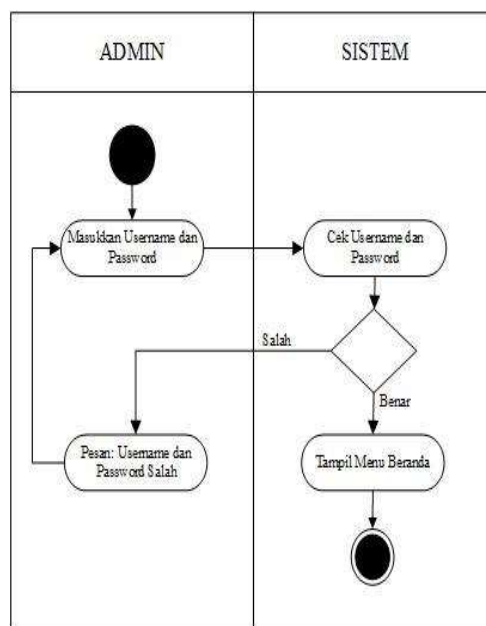 ADMIN
SISTEM
Masukkan Username dan
Password
Cek Username dan
Password
Salah
Benar
Pesan: Username dan
Password Salah
Tampil Menu Beranda